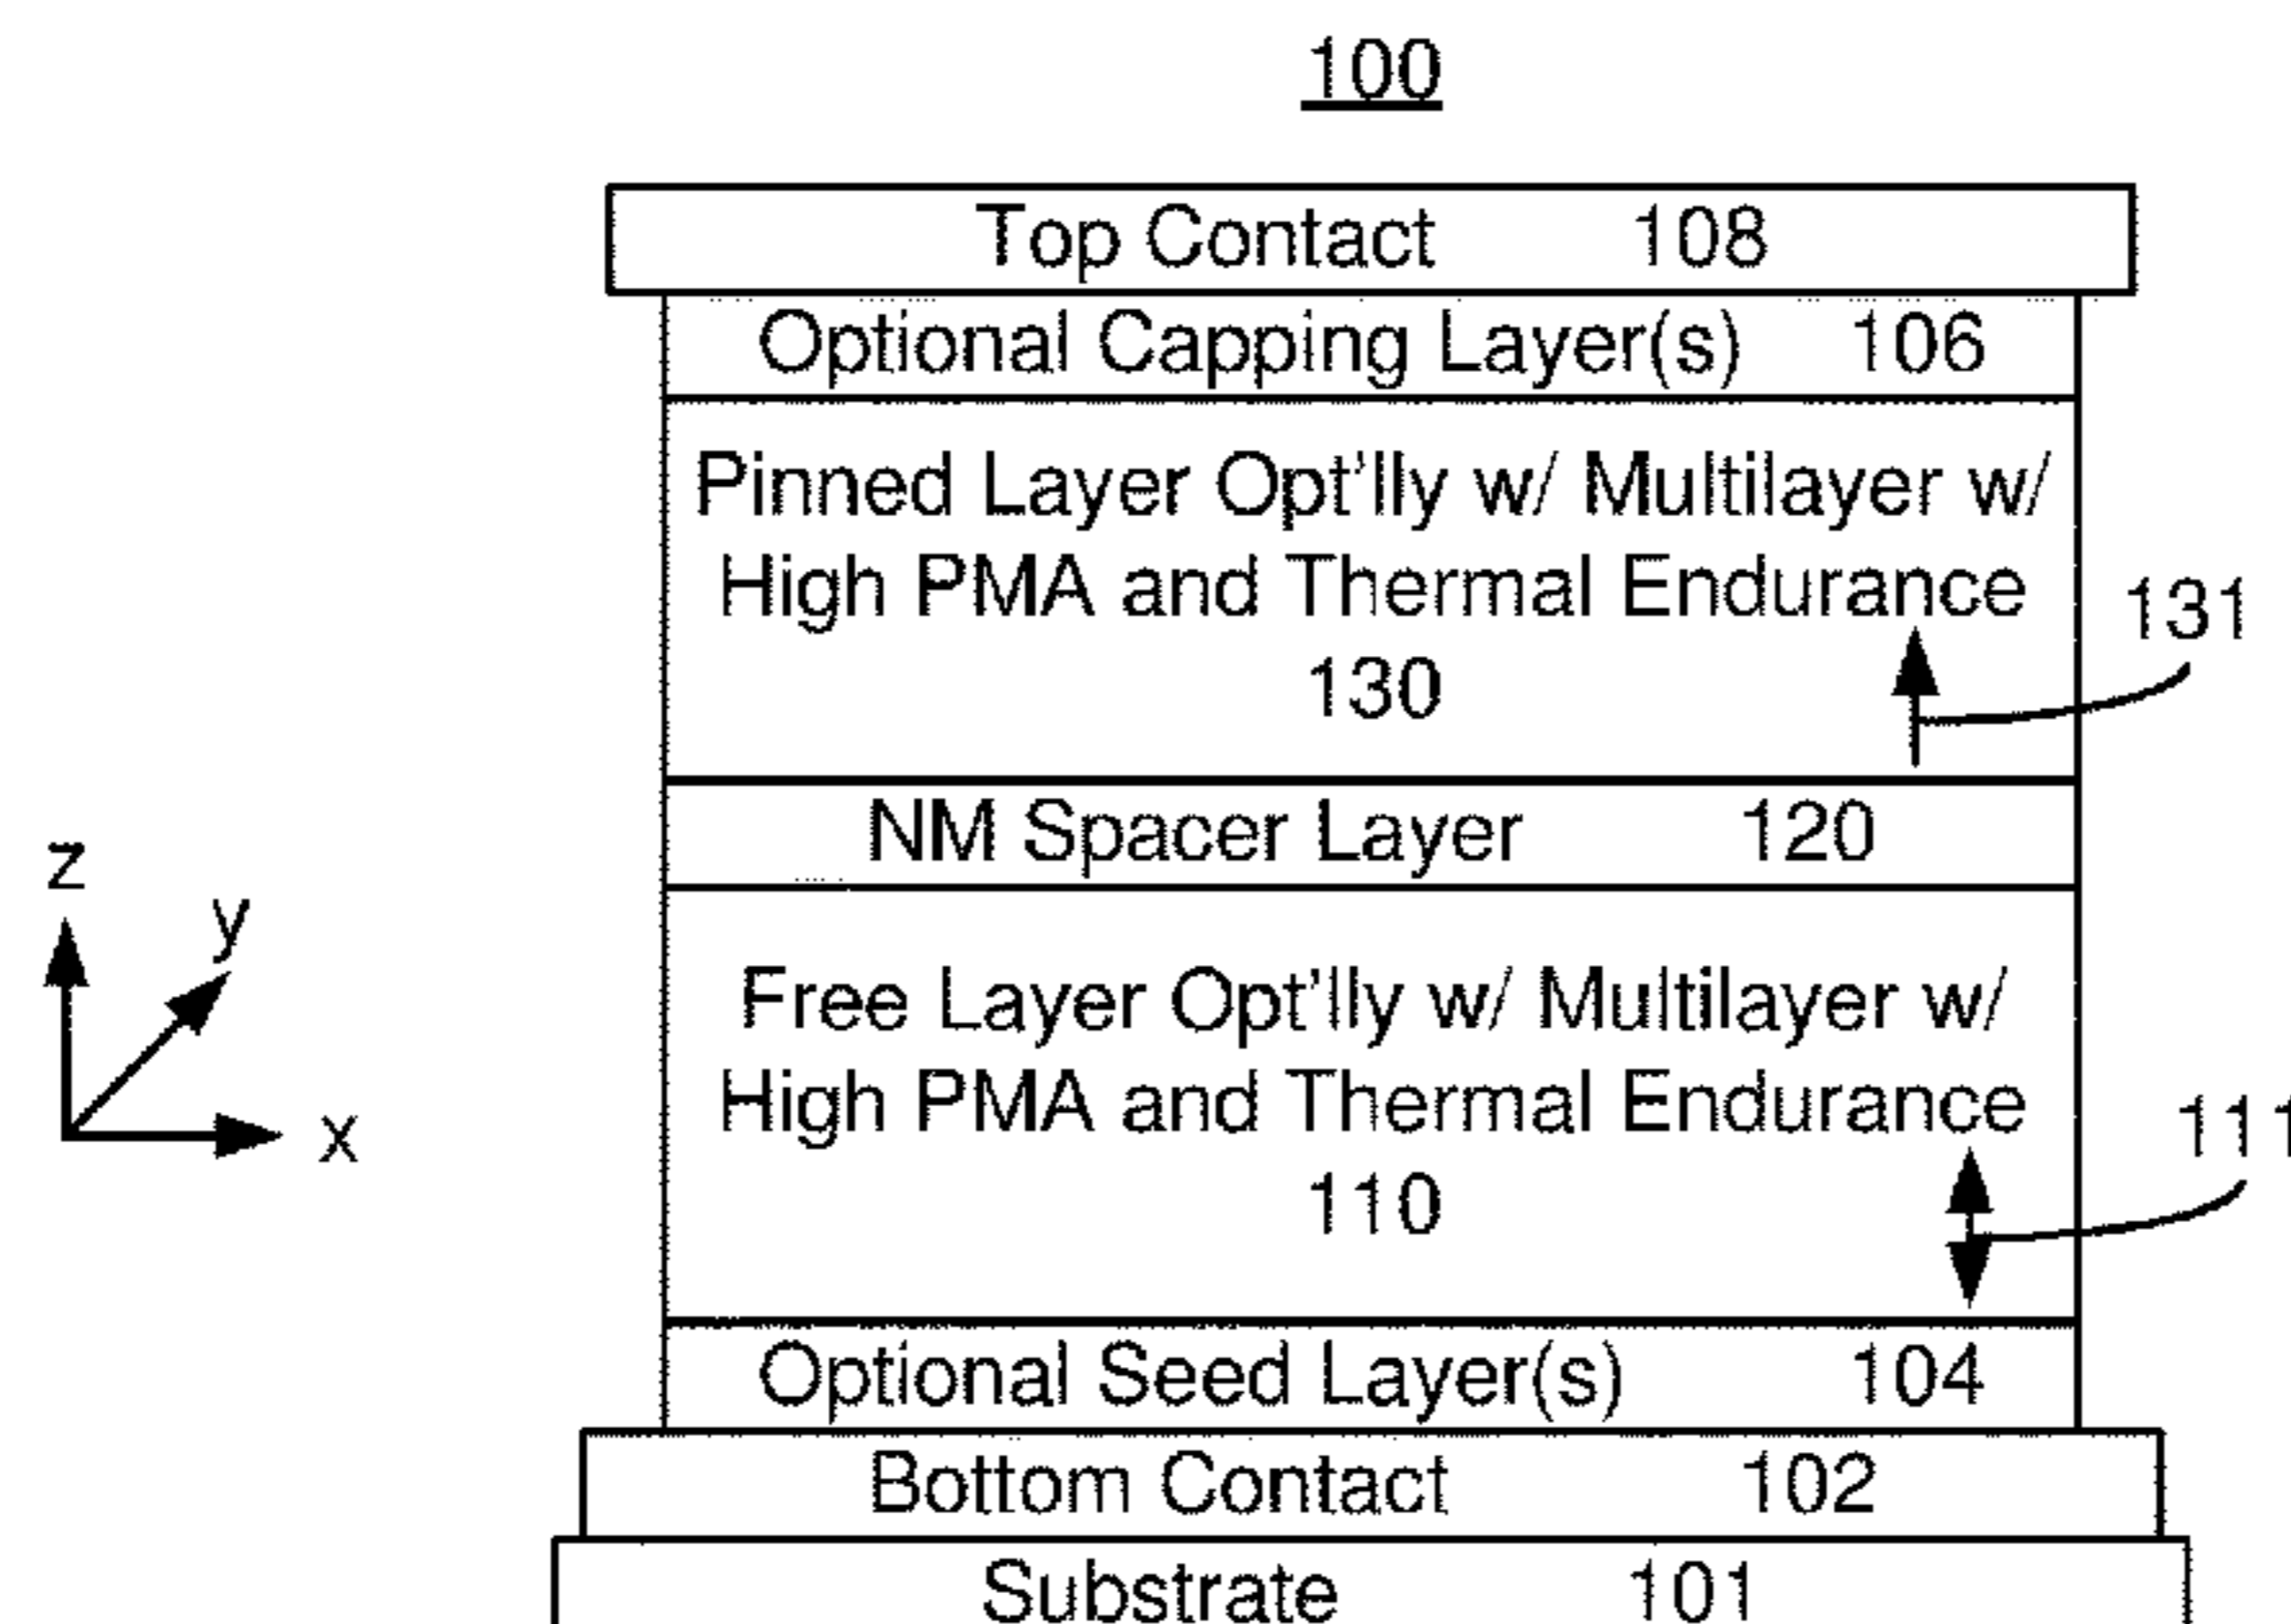 100
Top Contact 108
Optional Capping Layer(s) 106
Pinned Layer Opt'lly w/ Multilayer w/
High PMA and Thermal Endurance
130
131
NM Spacer Layer 120
z
y
x
Free Layer Opt'lly w/ Multilayer w/
High PMA and Thermal Endurance
110
111
Optional Seed Layer(s) 104
Bottom Contact 102
Substrate 101